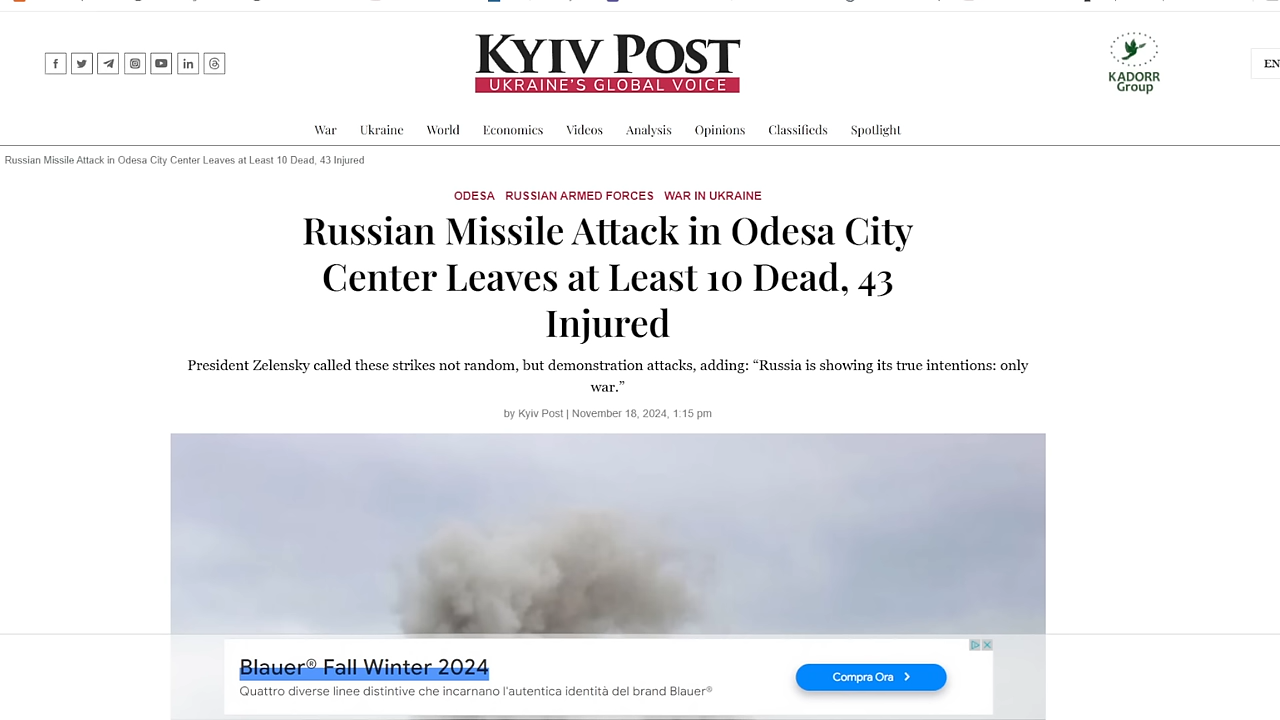 KYIV POST
UKRAINE'S GLOBAL VOICE
KADORR
Group
EN
War Ukraine World Economics Videos Analysis Opinions Classifieds Spotlight
Russian Missile Attack in Odesa City Center Leaves at Least 10 Dead, 43 Injured
ODESA RUSSIAN ARMED FORCES WAR IN UKRAINE
Russian Missile Attack in Odesa City
Center Leaves at Least 10 Dead, 43
Injured
President Zelensky called these strikes not random, but demonstration attacks, adding: “Russia is showing its true intentions: only
war.”
by Kyiv Post | November 18, 2024, 1:15 pm
Blauer® Fall Winter 2024
Quattro diverse linee distintive che incarnano l'autentica identità del brand Blauer®
Compra Ora